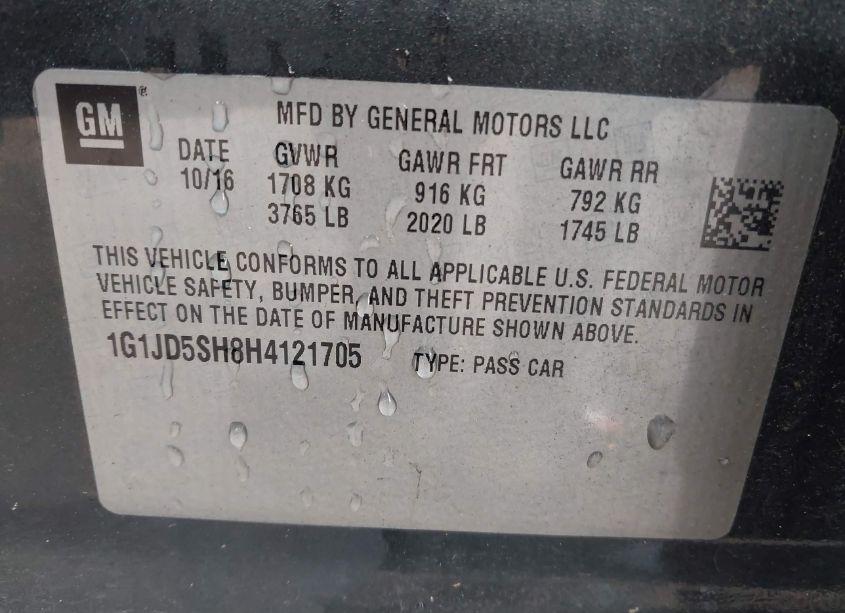 GM
MFD BY GENERAL MOTORS LLC
DATE GVWR GAWR FRT GAWR RR
10/16 1708 KG 916 KG 792 KG
3765 LB 2020 LB 1745 LB
THIS VEHICLE CONFORMS TO ALL APPLICABLE U.S. FEDERAL MOTOR
VEHICLE SAFETY, BUMPER, AND THEFT PREVENTION STANDARDS IN
EFFECT ON THE DATE OF MANUFACTURE SHOWN ABOVE.
1G1JD5SH8H4121705 TYPE: PASS CAR